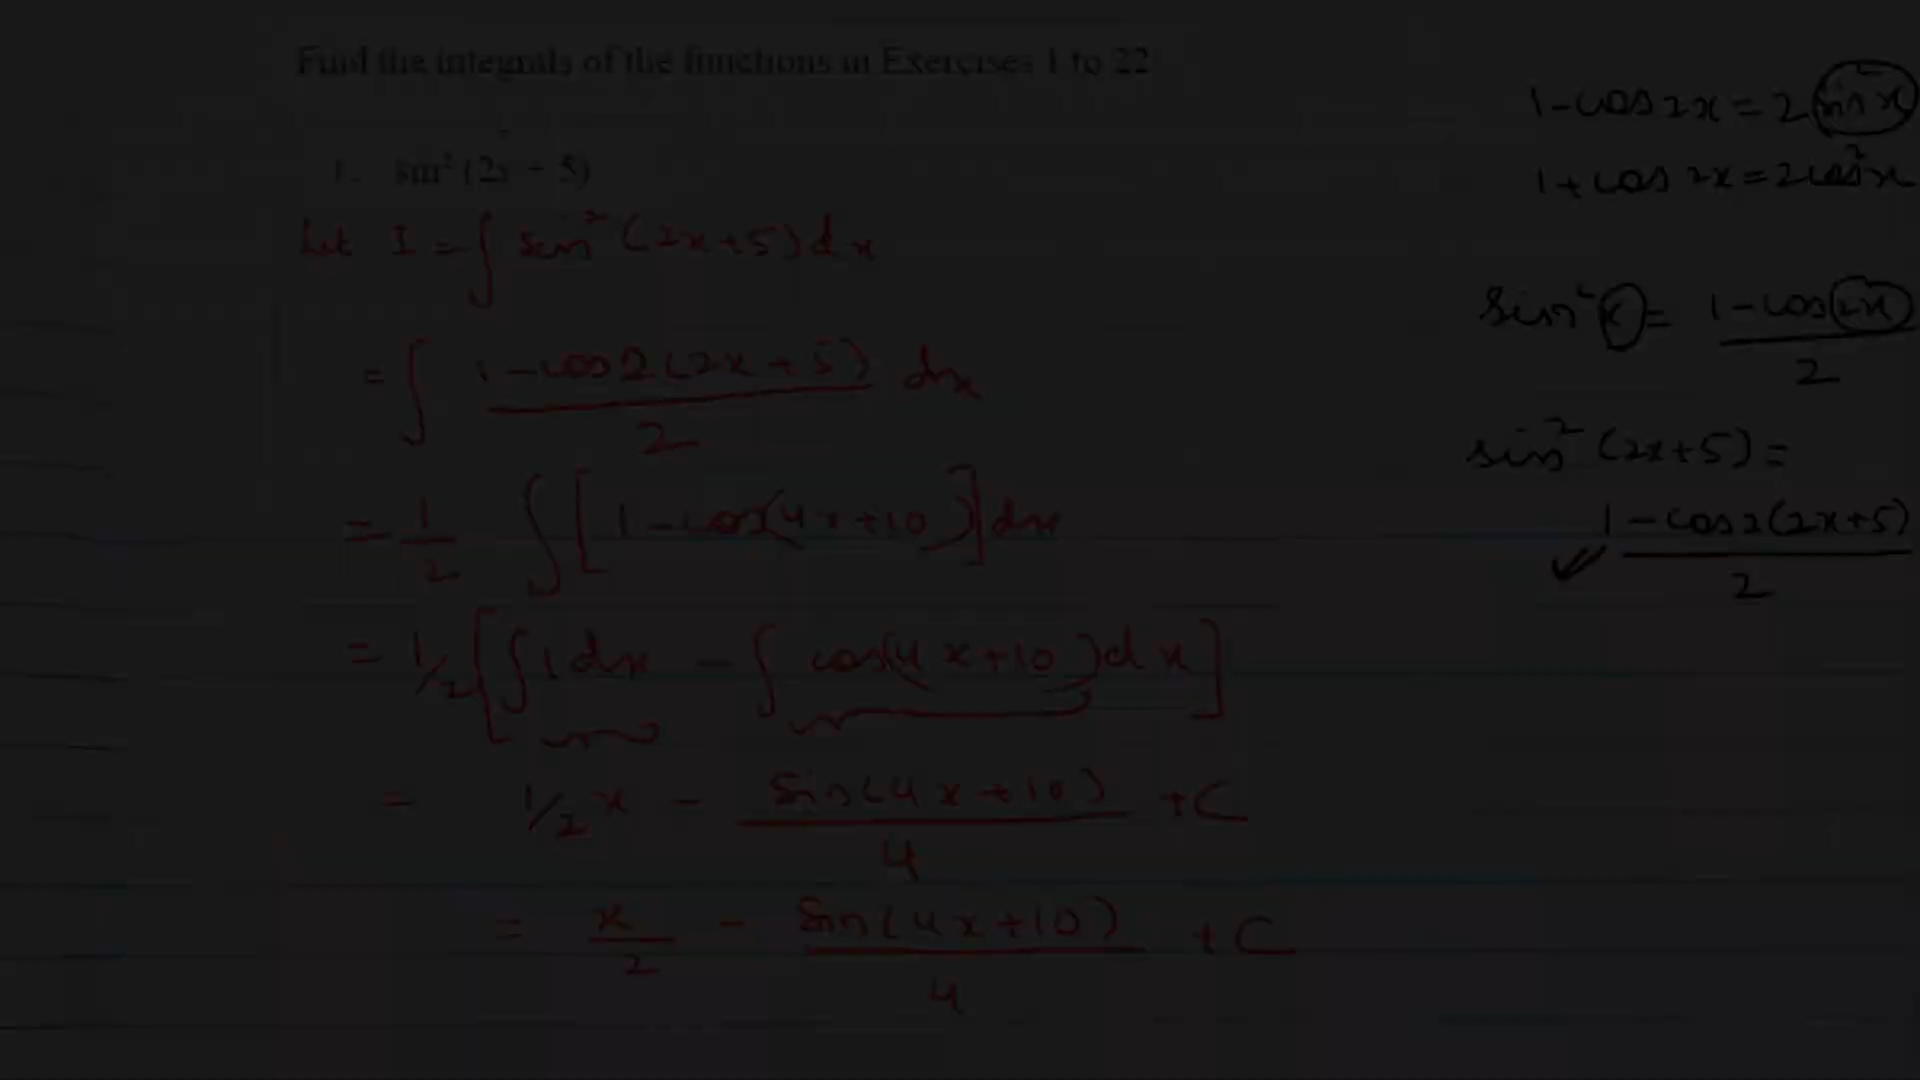 Find the integrals of the functions in Exercises 1 to 22
1. sin² (2x + 5)
Let I = ∫ sin² (2x+5) dx
= ∫ 1-cos 2(2x+5) / 2 dx
= 1/2 ∫ [1-cos(4x+10)] dx
= 1/2 [∫ 1 dx - ∫ cos(4x+10) dx]
= 1/2 x - sin(4x+10) / 4 + C
= x/2 - sin(4x+10) / 4 + C
1-cos 2x = 2 sin² x
1+cos 2x = 2 cos² x
sin² x = 1-cos 2x / 2
sin² (2x+5) =
1-cos 2(2x+5) / 2